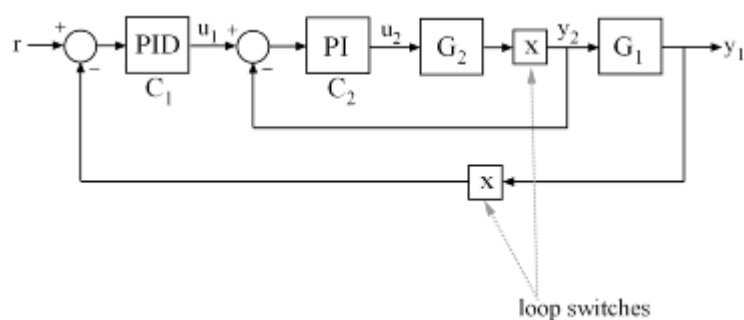 r
+
−
PID
C1
u1
+
−
PI
C2
u2
G2
x
y2
G1
y1
x
loop switches